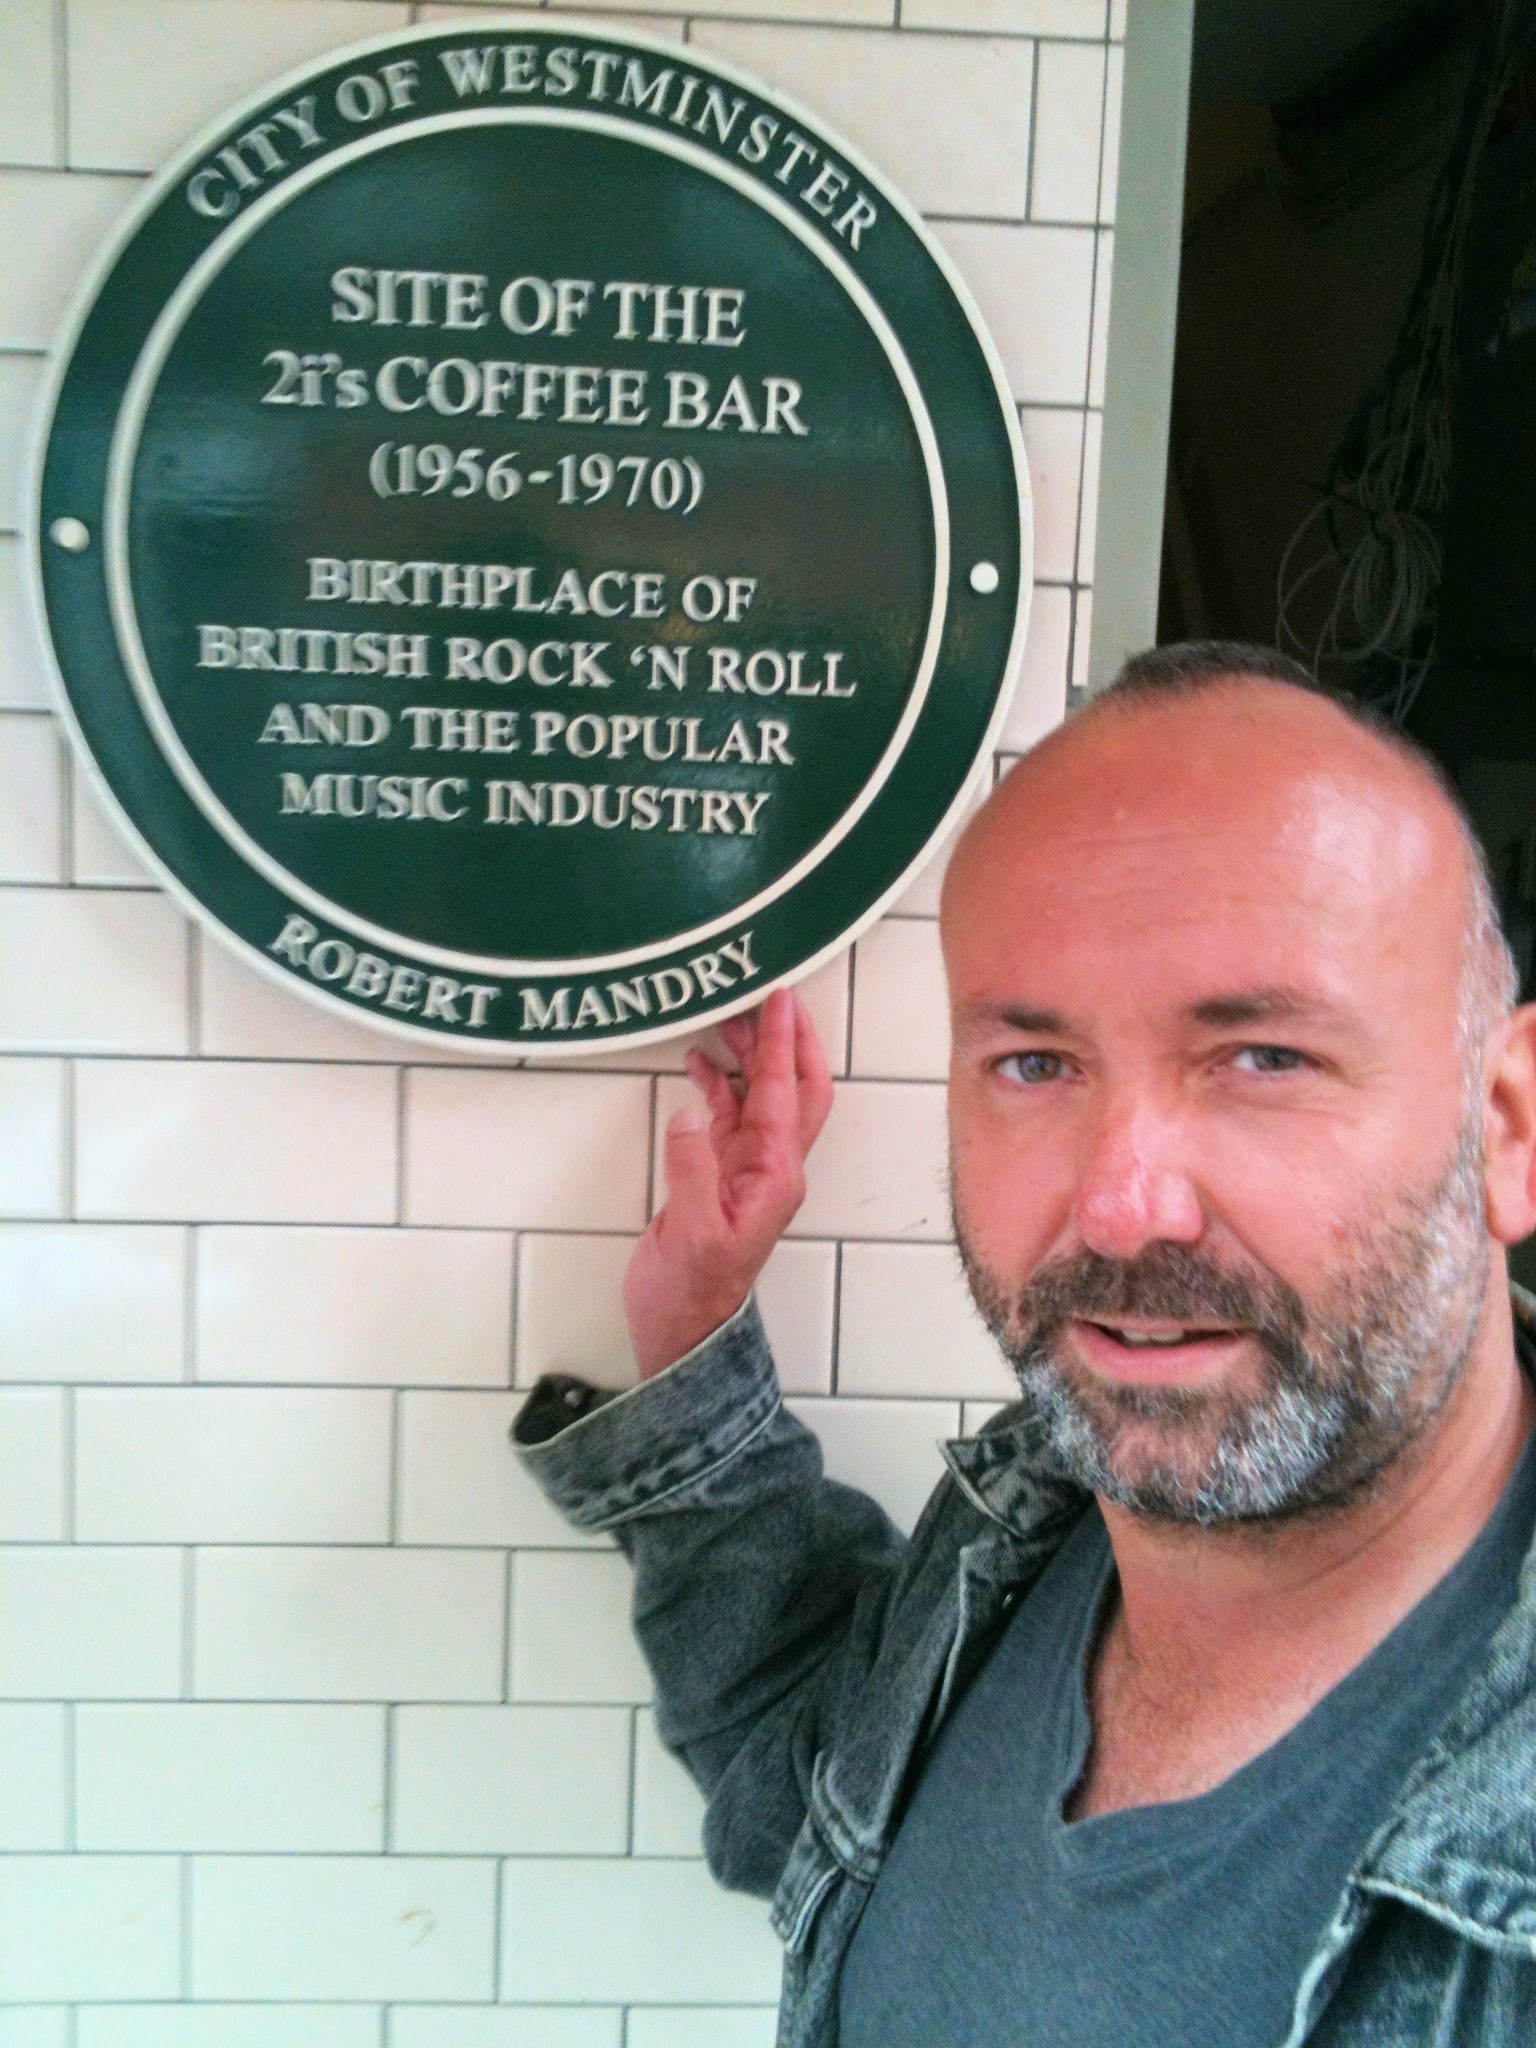 CITY OF WESTMINSTER
SITE OF THE
2i's COFFEE BAR
(1956-1970)
BIRTHPLACE OF
BRITISH ROCK ‘N ROLL
AND THE POPULAR
MUSIC INDUSTRY
ROBERT MANDRY